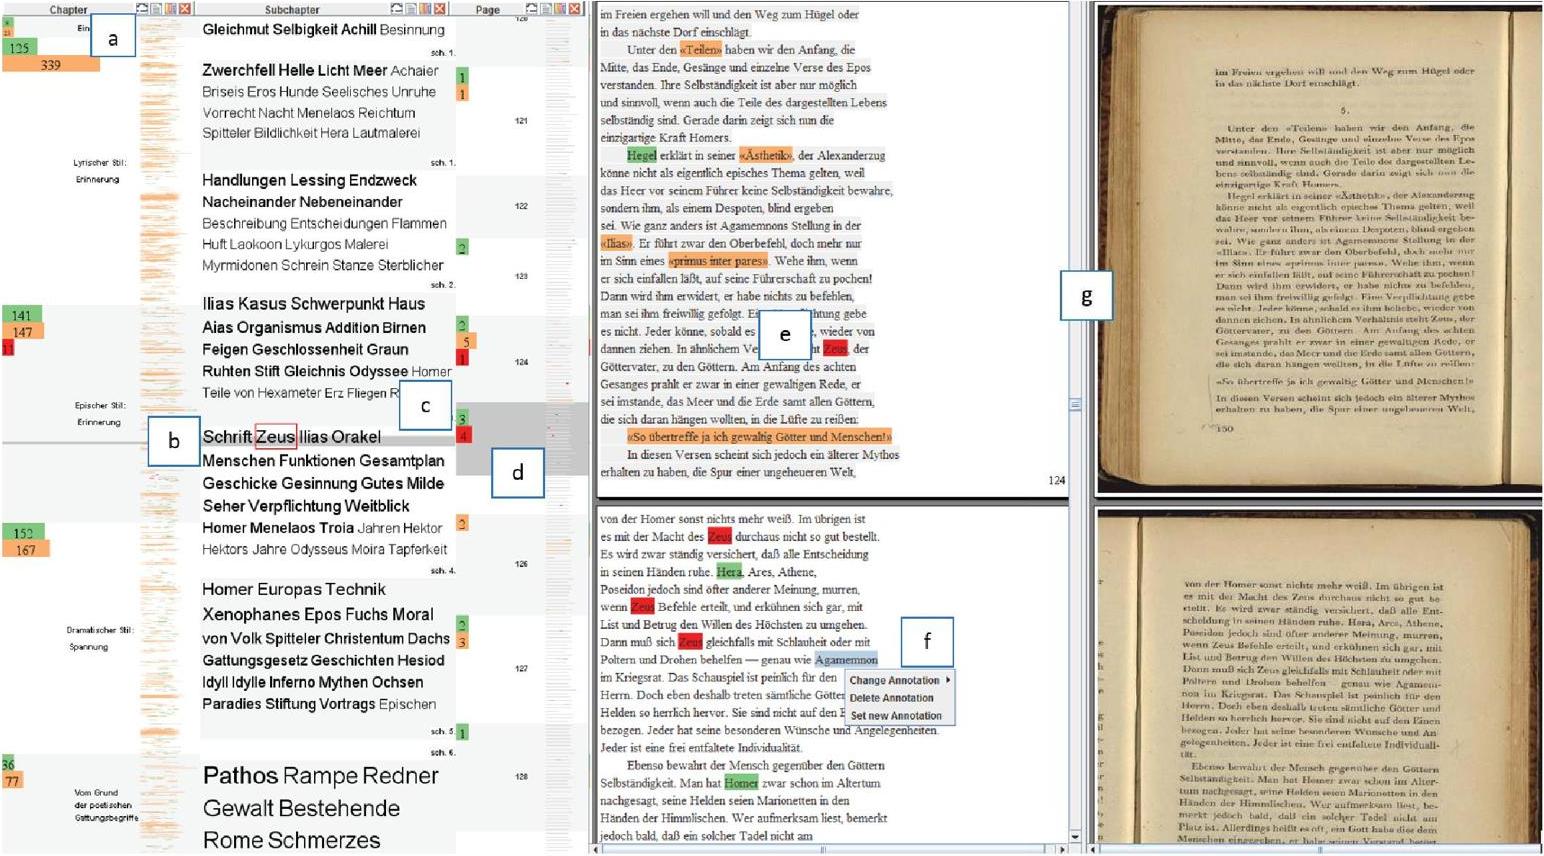 Chapter
Subchapter
Page
a
125
339
Lyrischer Stil:
Erinnerung
141
147
11
Epischer Stil:
Erinnerung
b
152
167
Dramatischer Stil:
Spannung
36
77
Vom Grund
der poetischen
Gattungsbegriffe
Gleichmut Selbigkeit Achill Besinnung
sch. 1.
Zwerchfell Helle Licht Meer Achaier
Briseis Eros Hunde Seelisches Unruhe
Vorrecht Nacht Menelaos Reichtum
Spitteler Bildlichkeit Hera Lautmalerei
sch. 1.
Handlungen Lessing Endzweck
Nacheinander Nebeneinander
Beschreibung Entscheidungen Flammen
Huft Laokoon Lykurgos Malerei
Myrmidonen Schrein Stanze Sterblicher
sch. 2.
Ilias Kasus Schwerpunkt Haus
Aias Organismus Addition Birnen
Feigen Geschlossenheit Graun
Ruhten Stift Gleichnis Odyssee Homer
Teile von Hexameter Erz Fliegen
c
Schrift Zeus Ilias Orakel
Menschen Funktionen Gesamtplan
Geschicke Gesinnung Gutes Milde
Seher Verpflichtung Weitblick
Homer Menelaos Troia Jahren Hektor
Hektors Jahre Odysseus Moira Tapferkeit
sch. 4.
Homer Europas Technik
Xenophanes Epos Fuchs Moral
von Volk Spitteler Christentum Dachs
Gattungsgesetz Geschichten Hesiod
Idyll Idylle Inferno Mythen Ochsen
Paradies Stiftung Vortrags Epischen
sch. 5.
sch. 6.
Pathos Rampe Redner
Gewalt Bestehende
Rome Schmerzes
120
1
1
121
122
2
123
2
5
1
124
3
4
d
2
126
2
3
127
1
128
im Freien ergehen will und den Weg zum Hügel oder
in das nächste Dorf einschlägt.
Unter den «Teilen» haben wir den Anfang, die
Mitte, das Ende, Gesänge und einzelne Verse des Epos
verstanden. Ihre Selbständigkeit ist aber nur möglich
und sinnvoll, wenn auch die Teile des dargestellten Lebens
selbständig sind. Gerade darin zeigt sich nun die
einzigartige Kraft Homers.
Hegel erklärt in seiner «Ästhetik», der Alexanderzug
könne nicht als eigentlich episches Thema gelten, weil
das Heer vor seinem Führer keine Selbständigkeit bewahre,
sondern ihm, als einem Despoten, blind ergeben
sei. Wie ganz anders ist Agamemnons Stellung in der
«Ilias». Er führt zwar den Oberbefehl, doch mehr nur
im Sinn eines «primus inter pares». Wehe ihm, wenn
er sich einfallen läßt, auf seine Führerschaft zu pochen!
Dann wird ihm erwidert, er habe nichts zu befehlen,
man sei ihm freiwillig gefolgt. htung gebe
es nicht. Jeder könne, sobald es wieder von
dannen ziehen. In ähnlichem Zeus, der
e
Göttervater, zu den Göttern. Am Anfang des achten
Gesanges prahlt er zwar in einer gewaltigen Rede, er
sei imstande, das Meer und die Erde samt allen Göttern,
die sich daran hängen wollten, in die Lüfte zu reißen:
«So übertreffe ja ich gewaltig Götter und Menschen!»
In diesen Versen scheint sich jedoch ein älterer Mythos
erhalten zu haben, die Spur einer ungeheueren Welt,
124
von der Homer sonst nichts mehr weiß. Im übrigen ist
es mit der Macht des Zeus durchaus nicht so gut bestellt.
Es wird zwar ständig versichert, daß alle Entscheidung
in seinen Händen ruhe. Hera, Ares, Athene,
Poseidon jedoch sind öfter anderer Meinung, murren,
wenn Zeus Befehle erteilt, und erkühnen sich gar, mit
List und Betrug den Willen des Höchsten zu umgehen.
Dann muß sich Zeus gleichfalls mit Schlauheit oder mit
Poltern und Drohen behelfen — genau wie Agamemnon
f
im Kriegsrat. Das Schauspiel ist peinlich für den
Herrn. Doch eben deshalb treten sämtliche
Helden so herrlich hervor. Sie sind nicht auf den
bezogen. Jeder hat seine besonderen Wünsche und Angelegenheiten.
Jeder ist eine frei entfaltete Individualität.
Ebenso bewahrt der Mensch gegenüber den Göttern
Selbständigkeit. Man hat Homer zwar schon im Altertum
nachgesagt, seine Helden seien Marionetten in den
Händen der Himmlischen. Wer aufmerksam liest, bemerkt
jedoch bald, daß ein solcher Tadel nicht am
Change Annotation
Delete Annotation
Set new Annotation
g
im Freien ergehen will und den Weg zum Hügel oder
in das nächste Dorf einschlägt.
5.
Unter den «Teilen» haben wir den Anfang, die
Mitte, das Ende, Gesänge und einzelne Verse des Epos
verstanden. Ihre Selbständigkeit ist aber nur möglich
und sinnvoll, wenn auch die Teile des dargestellten Le-
bens selbständig sind. Gerade darin zeigt sich nun die
einzigartige Kraft Homers.
Hegel erklärt in seiner «Ästhetik», der Alexanderzug
könne nicht als eigentlich episches Thema gelten, weil
das Heer vor seinem Führer keine Selbständigkeit be-
wahre, sondern ihm, als einem Despoten, blind ergeben
sei. Wie ganz anders ist Agamemnons Stellung in der
«Ilias». Er führt zwar den Oberbefehl, doch mehr nur
im Sinn eines «primus inter pares». Wehe ihm, wenn
er sich einfallen läßt, auf seine Führerschaft zu pochen!
Dann wird ihm erwidert, er habe nichts zu befehlen,
man sei ihm freiwillig gefolgt. Eine Verpflichtung gebe
es nicht. Jeder könne, sobald es ihm beliebe, wieder von
dannen ziehen. In ähnlichem Verhältnis steht Zeus, der
Göttervater, zu den Göttern. Am Anfang des achten
Gesanges prahlt er zwar in einer gewaltigen Rede, er
sei imstande, das Meer und die Erde samt allen Göttern,
die sich daran hängen wollten, in die Lüfte zu reißen:
«So übertreffe ja ich gewaltig Götter und Menschen!»
In diesen Versen scheint sich jedoch ein älterer Mythos
erhalten zu haben, die Spur einer ungeheueren Welt,
130
von der Homer sonst nichts mehr weiß. Im übrigen ist
es mit der Macht des Zeus durchaus nicht so gut be-
stellt. Es wird zwar ständig versichert, daß alle Ent-
scheidung in seinen Händen ruhe. Hera, Ares, Athene,
Poseidon jedoch sind öfter anderer Meinung, murren,
wenn Zeus Befehle erteilt, und erkühnen sich gar, mit
List und Betrug den Willen des Höchsten zu umgehen.
Dann muß sich Zeus gleichfalls mit Schlauheit oder mit
Poltern und Drohen behelfen — genau wie Agamem-
non im Kriegsrat. Das Schauspiel ist peinlich für den
Herrn. Doch eben deshalb treten sämtliche Götter und
Helden so herrlich hervor. Sie sind nicht auf den Einen
bezogen. Jeder hat seine besonderen Wünsche und An-
gelegenheiten. Jeder ist eine frei entfaltete Individuali-
tät.
Ebenso bewahrt der Mensch gegenüber den Göttern
Selbständigkeit. Man hat Homer zwar schon im Alter-
tum nachgesagt, seine Helden seien Marionetten in den
Händen der Himmlischen. Wer aufmerksam liest, be-
merkt jedoch bald, daß ein solcher Tadel nicht am
Platz ist. Allerdings heißt es oft, ein Gott habe dies dem